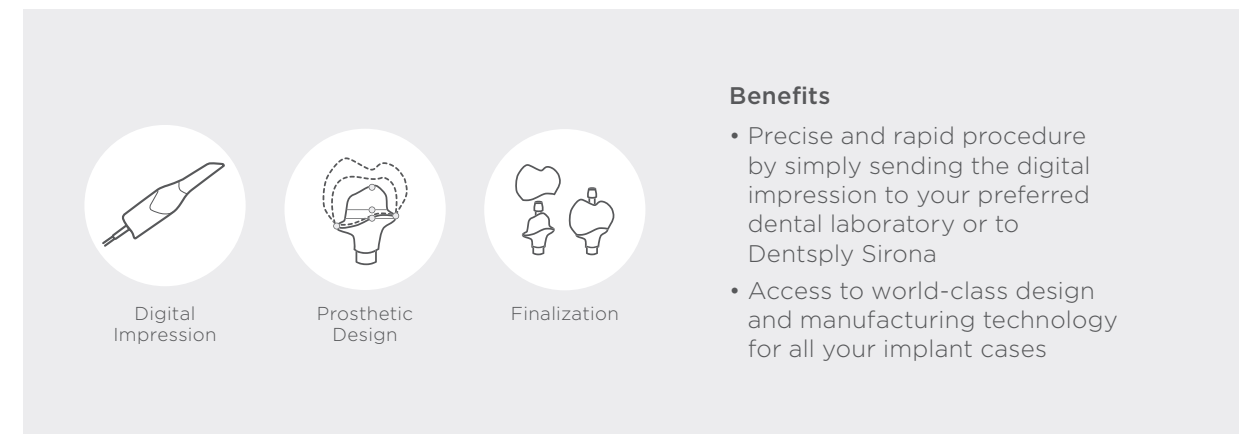 Digital
Impression
Prosthetic
Design
Finalization
Benefits
• Precise and rapid procedure
by simply sending the digital
impression to your preferred
dental laboratory or to
Dentsply Sirona
• Access to world-class design
and manufacturing technology
for all your implant cases